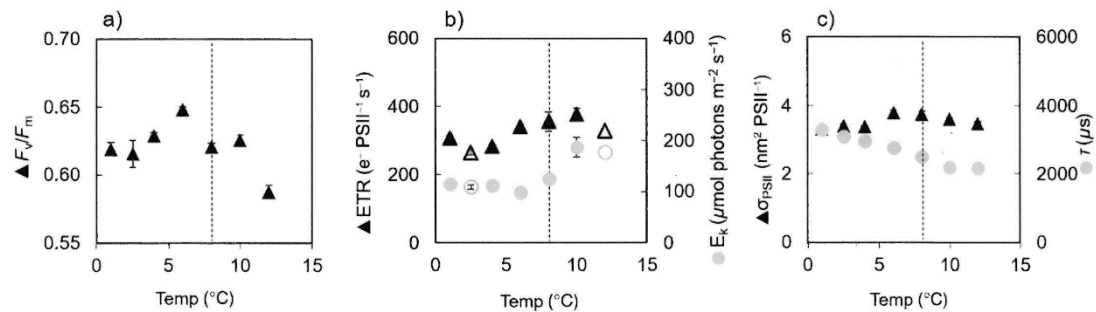 a)
▲ Fv/Fm
0.70
0.65
0.60
0.55
0 5 10 15
Temp (°C)
b)
▲ ETR (e⁻ PSII⁻¹ s⁻¹)
600
400
200
0
0 5 10 15
Temp (°C)
400
300
200
100
0
Ek (µmol photons m⁻² s⁻¹)
c)
▲σPSII (nm² PSII⁻¹)
6
4
2
0
0 5 10 15
Temp (°C)
6000
4000
2000
0
τ (µs)